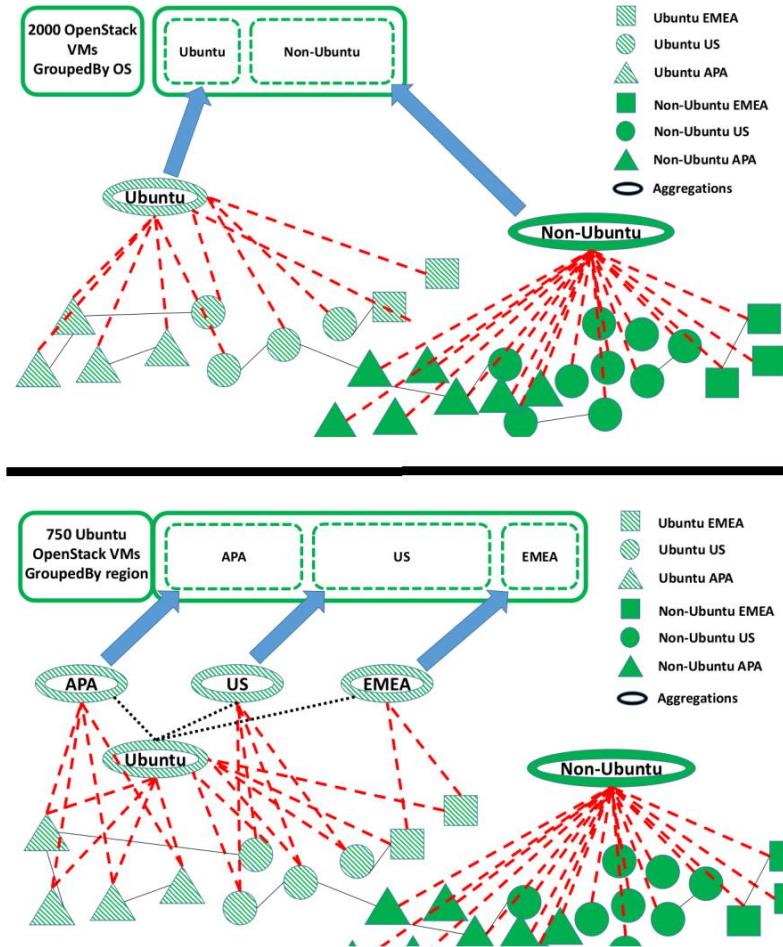 2000 OpenStack
VMs
GroupedBy OS
Ubuntu
Non-Ubuntu
Ubuntu EMEA
Ubuntu US
Ubuntu APA
Non-Ubuntu EMEA
Non-Ubuntu US
Non-Ubuntu APA
Aggregations
Ubuntu
Non-Ubuntu
750 Ubuntu
OpenStack VMs
GroupedBy region
APA
US
EMEA
Ubuntu EMEA
Ubuntu US
Ubuntu APA
Non-Ubuntu EMEA
Non-Ubuntu US
Non-Ubuntu APA
Aggregations
APA
US
EMEA
Ubuntu
Non-Ubuntu